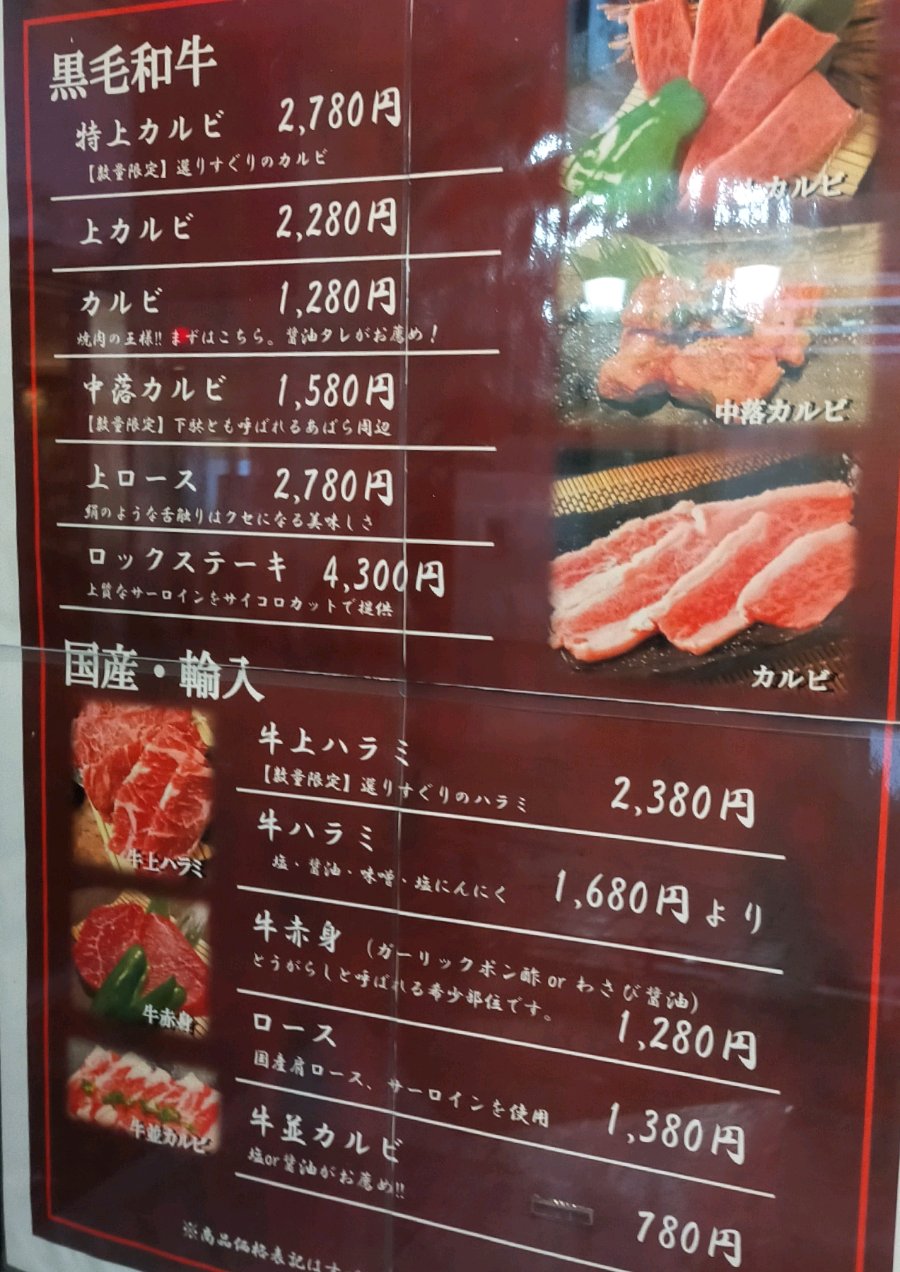 黒毛和牛
特上カルビ 2,780円
【数量限定】選りすぐりのカルビ
上カルビ 2,280円
カルビ 1,280円
焼肉の王様!! まずはこちら。醤油タレがお薦め！
中落カルビ 1,580円
【数量限定】下駄とも呼ばれるあばら周辺
上ロース 2,780円
絹のような舌触りはクセになる美味しさ
ロックステーキ 4,300円
上質なサーロインをサイコロカットで提供
上カルビ
中落カルビ
カルビ
国産・輸入
牛上ハラミ
【数量限定】選りすぐりのハラミ 2,380円
牛ハラミ
塩・醤油・味噌・塩にんにく 1,680円より
牛赤身 (ガーリックポン酢 or わさび醤油)
どうがらしと呼ばれる希少部位です。 1,280円
ロース
国産肩ロース、サーロインを使用 1,380円
牛並カルビ
塩or醤油がお薦め!! 780円
牛上ハラミ
牛赤身
牛並カルビ
※商品価格表記はす